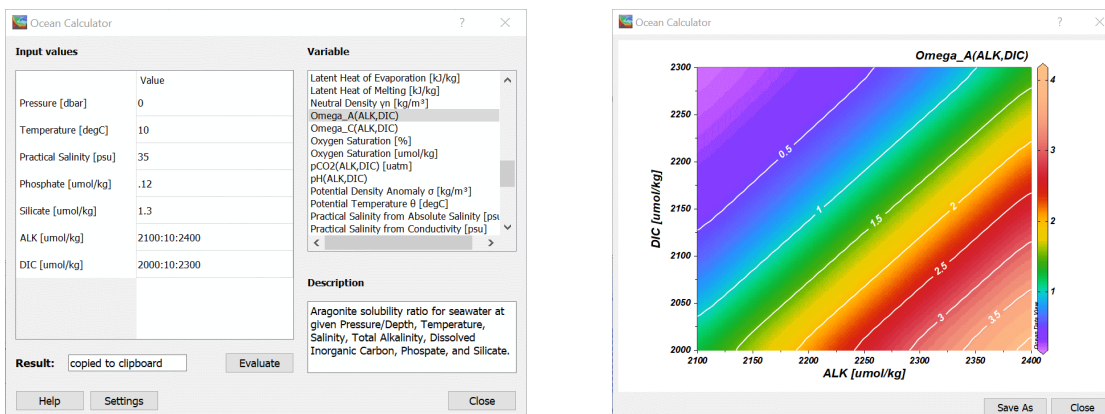 Ocean Calculator
Input values
Value
Pressure [dbar] 0
Temperature [degC] 10
Practical Salinity [psu] 35
Phosphate [umol/kg] .12
Silicate [umol/kg] 1.3
ALK [umol/kg] 2100:10:2400
DIC [umol/kg] 2000:10:2300
Result: copied to clipboard Evaluate
Help Settings
Variable
Latent Heat of Evaporation [kJ/kg]
Latent Heat of Melting [kJ/kg]
Neutral Density γn [kg/m³]
Omega_A(ALK,DIC)
Omega_C(ALK,DIC)
Oxygen Saturation [%]
Oxygen Saturation [umol/kg]
pCO2(ALK,DIC) [uatm]
pH(ALK,DIC)
Potential Density Anomaly σ [kg/m³]
Potential Temperature θ [degC]
Practical Salinity from Absolute Salinity [psu
Practical Salinity from Conductivity [psu]
Description
Aragonite solubility ratio for seawater at
given Pressure/Depth, Temperature,
Salinity, Total Alkalinity, Dissolved
Inorganic Carbon, Phospate, and Silicate.
Close
Ocean Calculator
Omega_A(ALK,DIC)
2300
2250
2200
2150
2100
2050
2000
DIC [umol/kg]
0.5
1
1.5
2
2.5
3
3.5
4
3
2
1
Ocean Data View
2100 2150 2200 2250 2300 2350 2400
ALK [umol/kg]
Save As Close